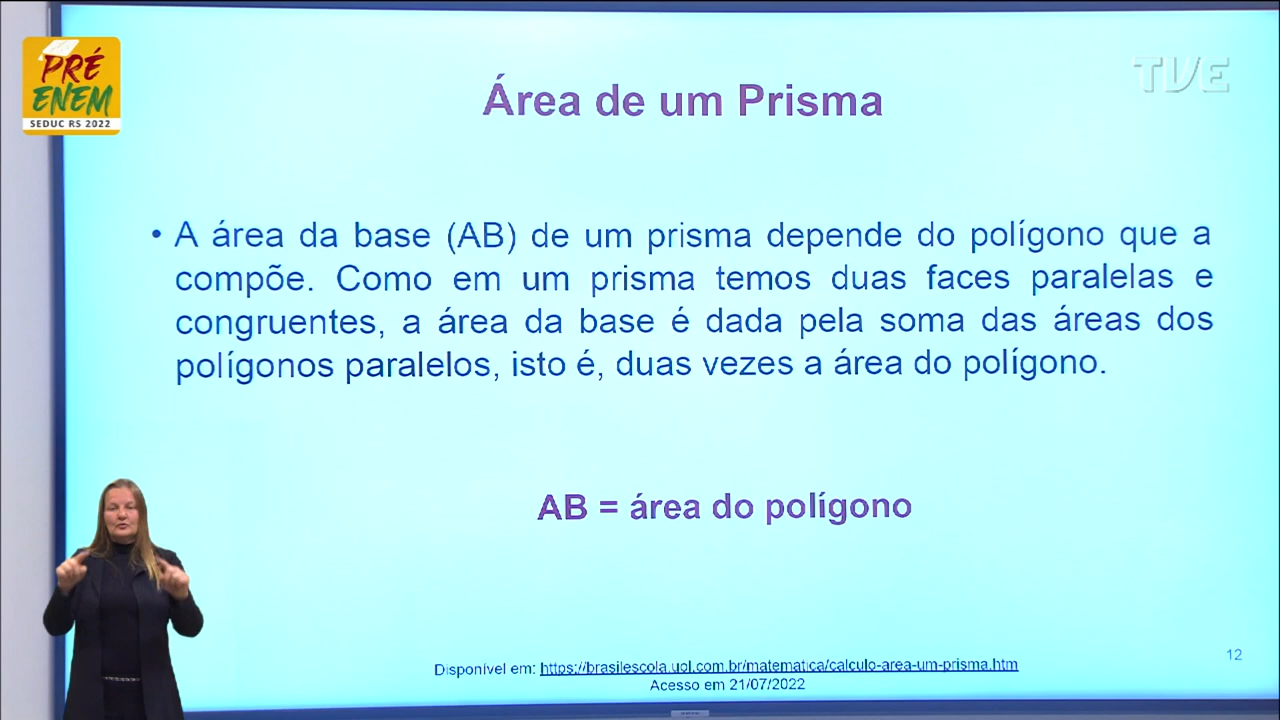 PRÉ
ENEM
SEDUC RS 2022
TVE
Área de um Prisma
• A área da base (AB) de um prisma depende do polígono que a
compõe. Como em um prisma temos duas faces paralelas e
congruentes, a área da base é dada pela soma das áreas dos
polígonos paralelos, isto é, duas vezes a área do polígono.
AB = área do polígono
Disponível em: https://brasilescola.uol.com.br/matematica/calculo-area-um-prisma.htm
Acesso em 21/07/2022
12